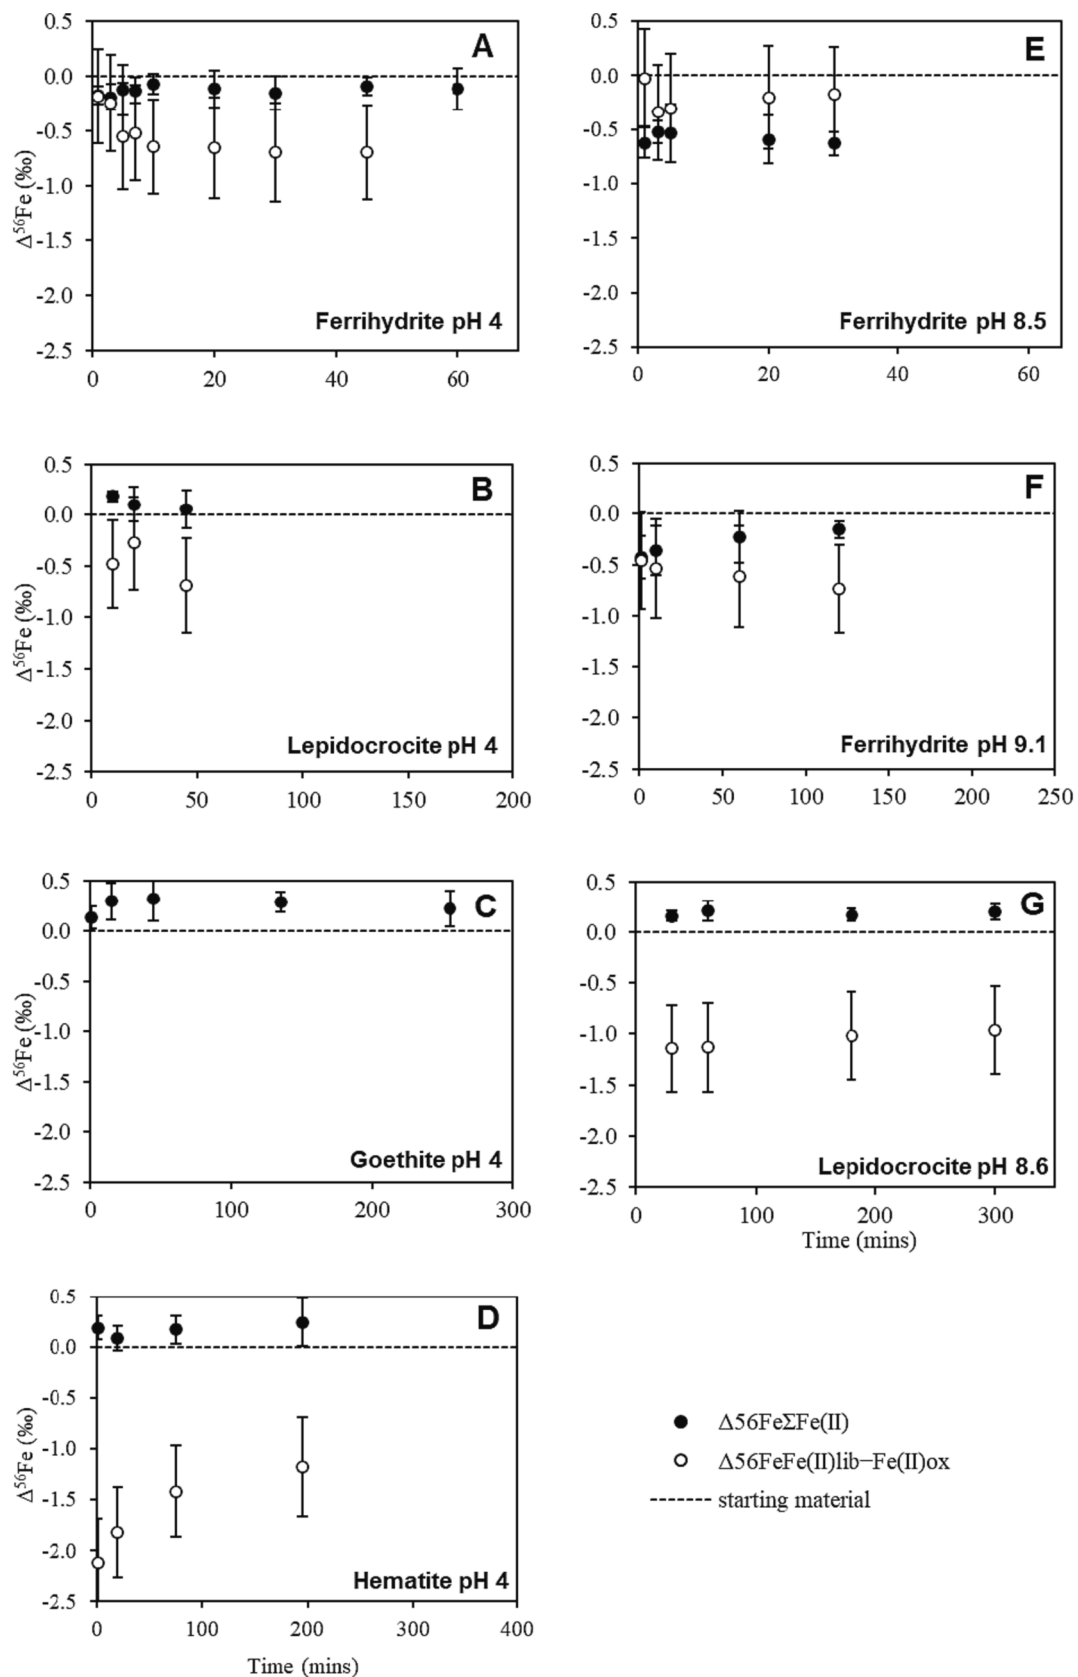 0.5
0.0
-0.5
-1.0
-1.5
-2.0
-2.5
Δ⁵⁶Fe (‰)
A
Ferrihydrite pH 4
0 20 40 60
0.5
0.0
-0.5
-1.0
-1.5
-2.0
-2.5
E
Ferrihydrite pH 8.5
0 20 40 60
0.5
0.0
-0.5
-1.0
-1.5
-2.0
-2.5
Δ⁵⁶Fe (‰)
B
Lepidocrocite pH 4
0 50 100 150 200
0.5
0.0
-0.5
-1.0
-1.5
-2.0
-2.5
F
Ferrihydrite pH 9.1
0 50 100 150 200 250
0.5
0.0
-0.5
-1.0
-1.5
-2.0
-2.5
Δ⁵⁶Fe (‰)
C
Goethite pH 4
0 100 200 300
0.5
0.0
-0.5
-1.0
-1.5
-2.0
-2.5
G
Lepidocrocite pH 8.6
0 100 200 300
Time (mins)
0.5
0.0
-0.5
-1.0
-1.5
-2.0
-2.5
Δ⁵⁶Fe (‰)
D
Hematite pH 4
0 100 200 300 400
Time (mins)
Δ56FeΣFe(II)
Δ56FeFe(II)lib−Fe(II)ox
starting material